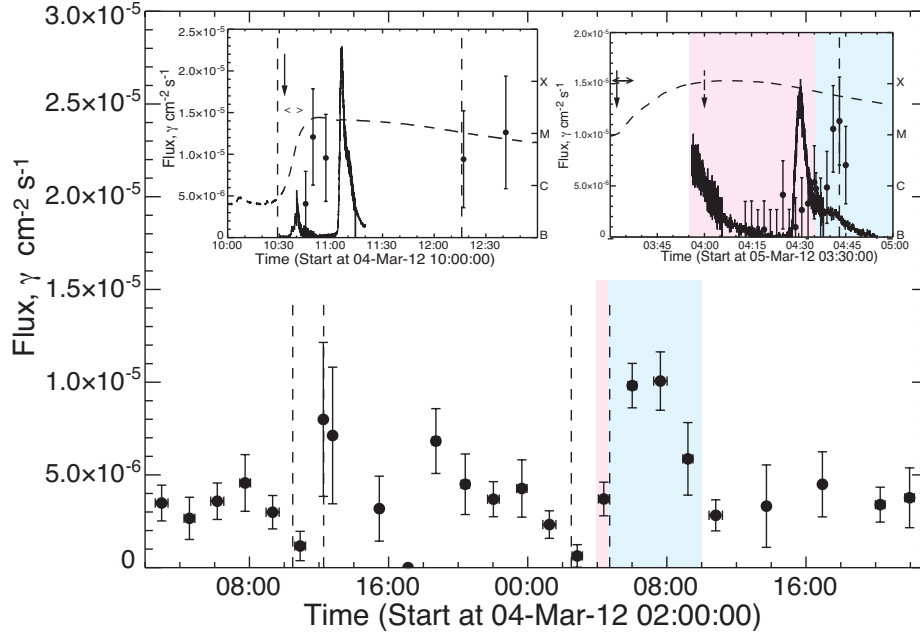 3.0×10⁻⁵
2.5×10⁻⁵
2.0×10⁻⁵
1.5×10⁻⁵
1.0×10⁻⁵
5.0×10⁻⁶
0
Flux, γ cm⁻² s⁻¹
08:00
16:00
00:00
08:00
16:00
Time (Start at 04-Mar-12 02:00:00)
2.5×10⁻⁵
2.0×10⁻⁵
1.5×10⁻⁵
1.0×10⁻⁵
5.0×10⁻⁶
0
Flux, γ cm⁻² s⁻¹
< >
X
M
C
B
10:00
10:30
11:00
11:30
12:00
12:30
Time (Start at 04-Mar-12 10:00:00)
2.0×10⁻⁵
1.5×10⁻⁵
1.0×10⁻⁵
5.0×10⁻⁶
0
Flux, γ cm⁻² s⁻¹
X
M
C
B
03:45
04:00
04:15
04:30
04:45
05:00
Time (Start at 05-Mar-12 03:30:00)